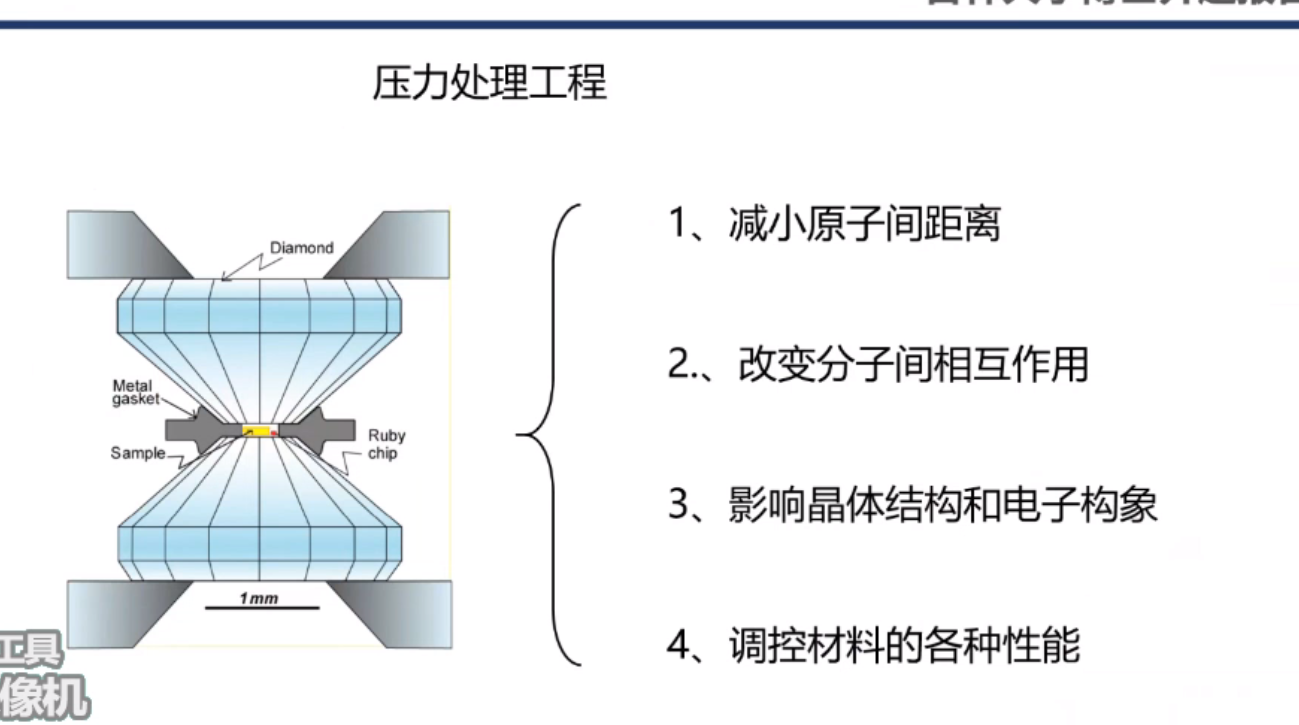 压力处理工程
Diamond
1、减小原子间距离
2.、改变分子间相互作用
Metal
gasket
Sample
Ruby
chip
3、影响晶体结构和电子构象
1mm
4、调控材料的各种性能
工具
像机